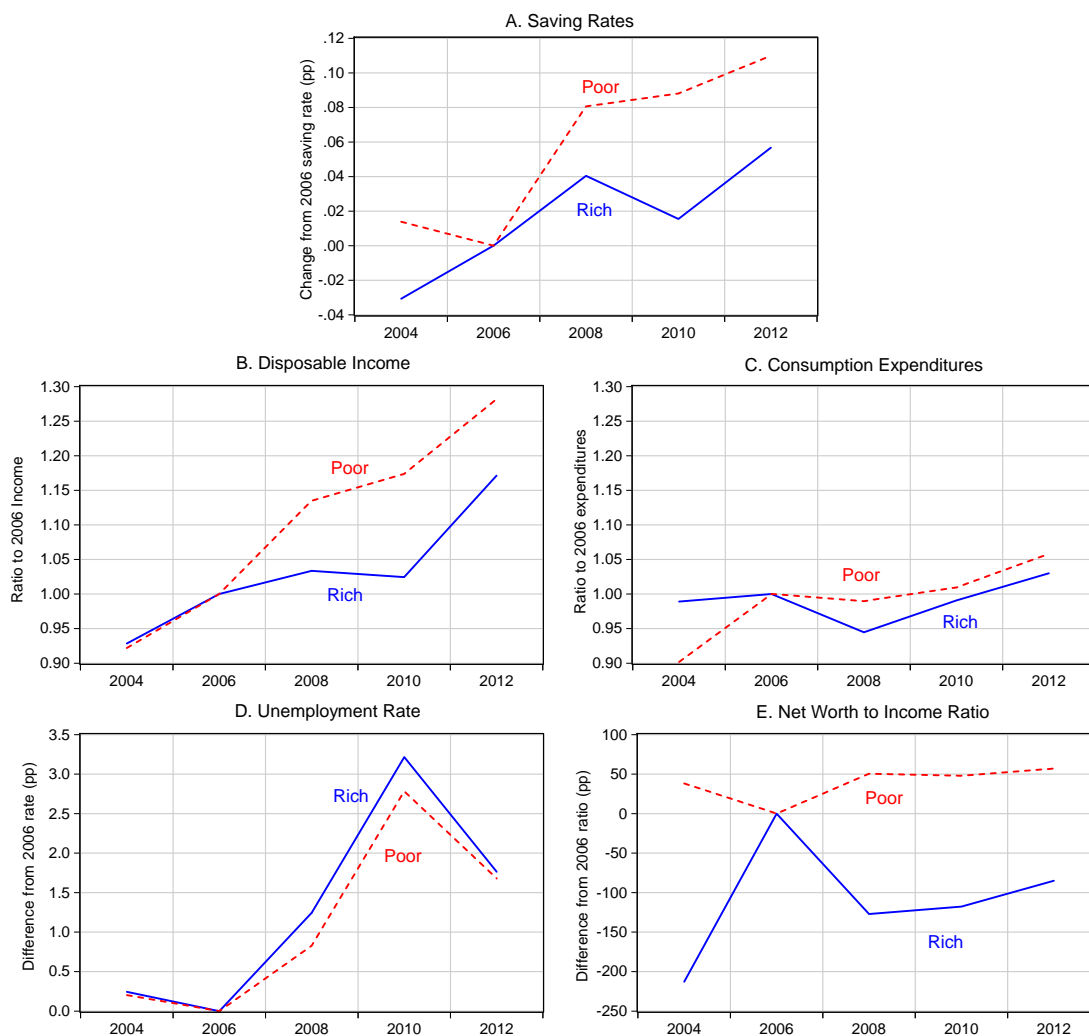 A. Saving Rates
Change from 2006 saving rate (pp)
.12
.10
.08
.06
.04
.02
.00
-.02
-.04
Poor
Rich
2004 2006 2008 2010 2012
B. Disposable Income
Ratio to 2006 Income
1.30
1.25
1.20
1.15
1.10
1.05
1.00
0.95
0.90
Poor
Rich
2004 2006 2008 2010 2012
C. Consumption Expenditures
Ratio to 2006 expenditures
1.30
1.25
1.20
1.15
1.10
1.05
1.00
0.95
0.90
Poor
Rich
2004 2006 2008 2010 2012
D. Unemployment Rate
Difference from 2006 rate (pp)
3.5
3.0
2.5
2.0
1.5
1.0
0.5
0.0
Rich
Poor
2004 2006 2008 2010 2012
E. Net Worth to Income Ratio
Difference from 2006 ratio (pp)
100
50
0
-50
-100
-150
-200
-250
Poor
Rich
2004 2006 2008 2010 2012